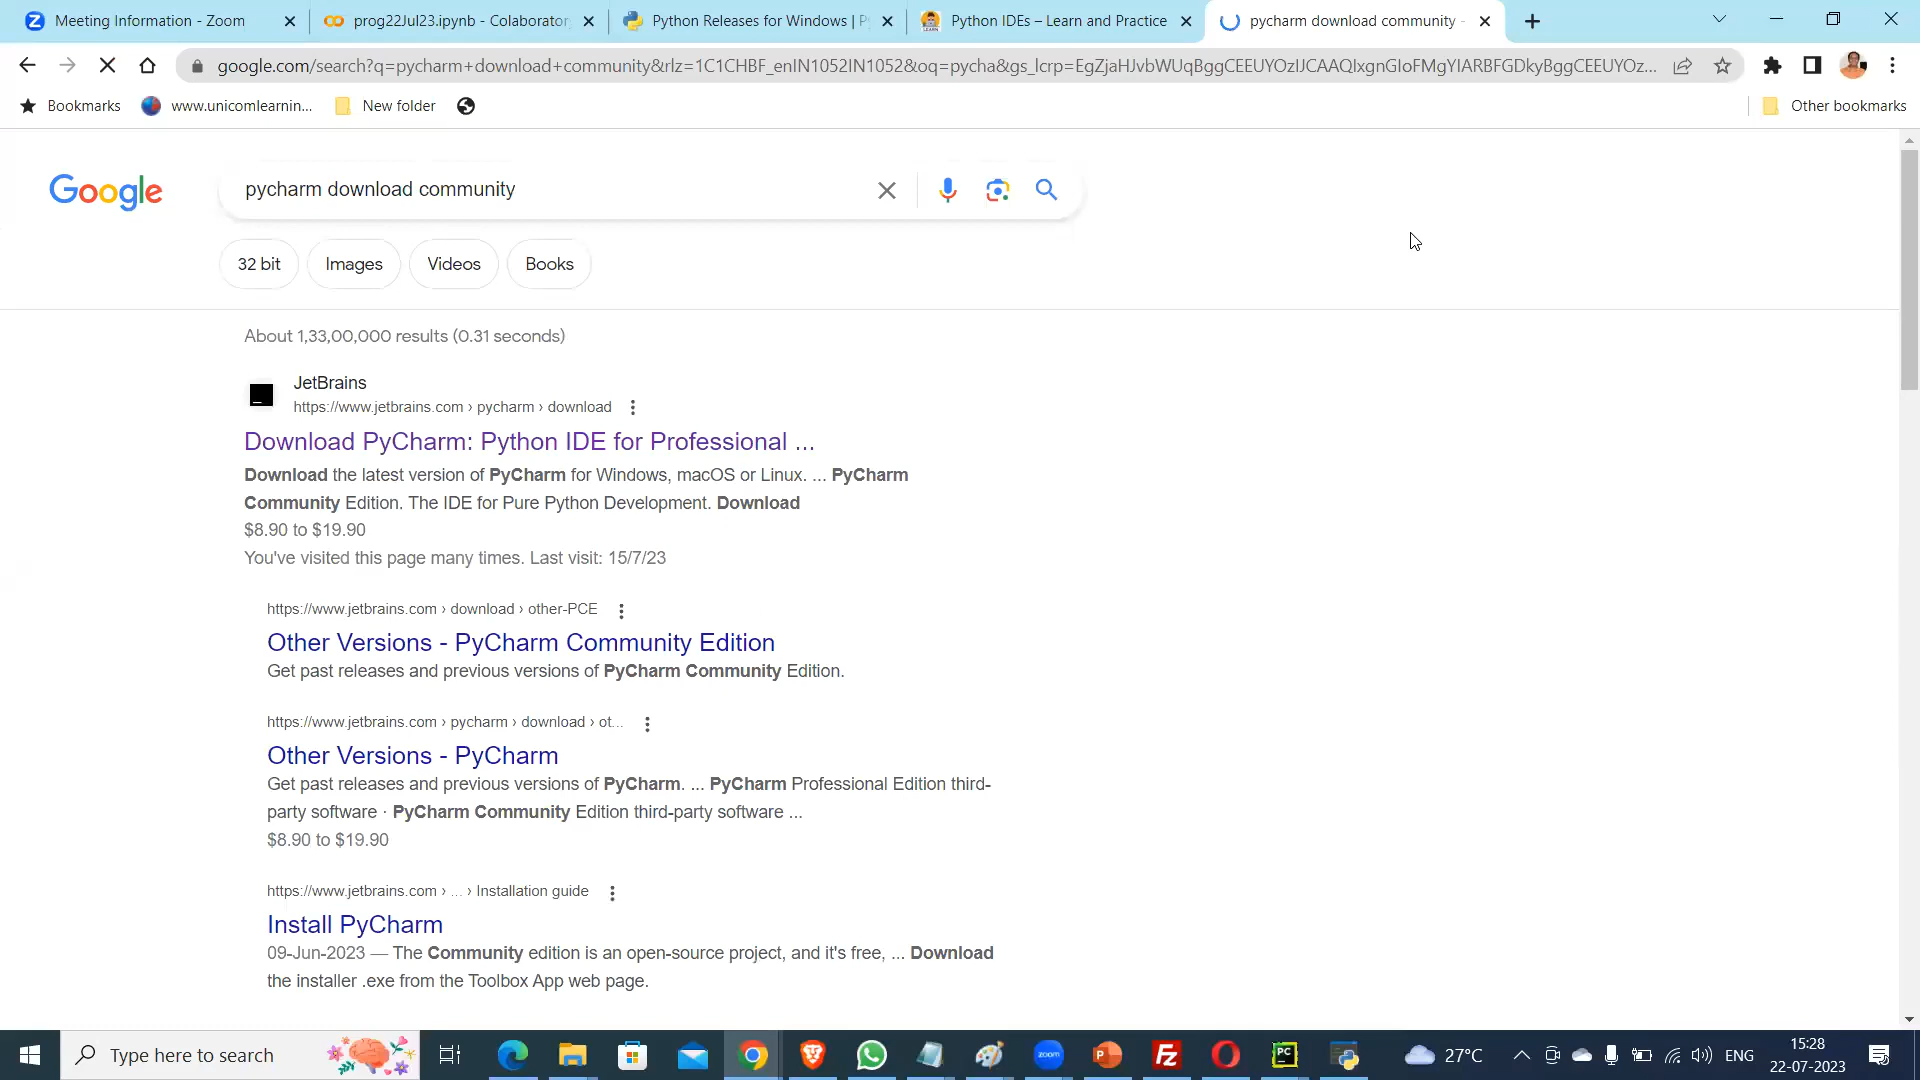 Meeting Information - Zoom
prog22Jul23.ipynb - Colaborator
Python Releases for Windows | P
Python IDEs – Learn and Practice
pycharm download community -
google.com/search?q=pycharm+download+community&rlz=1C1CHBF_enIN1052IN1052&oq=pycha&gs_lcrp=EgZjaHJvbWUqBggCEEUYOzIJCAAQIxgnGIoFMgYIARBFGDkyBggCEEUYOz...
Bookmarks
www.unicomlearnin...
New folder
Other bookmarks
Google
pycharm download community
32 bit
Images
Videos
Books
About 1,33,00,000 results (0.31 seconds)
JetBrains
https://www.jetbrains.com › pycharm › download
Download PyCharm: Python IDE for Professional ...
Download the latest version of PyCharm for Windows, macOS or Linux. ... PyCharm
Community Edition. The IDE for Pure Python Development. Download
$8.90 to $19.90
You've visited this page many times. Last visit: 15/7/23
https://www.jetbrains.com › download › other-PCE
Other Versions - PyCharm Community Edition
Get past releases and previous versions of PyCharm Community Edition.
https://www.jetbrains.com › pycharm › download › ot...
Other Versions - PyCharm
Get past releases and previous versions of PyCharm. ... PyCharm Professional Edition third-
party software · PyCharm Community Edition third-party software ...
$8.90 to $19.90
https://www.jetbrains.com › ... › Installation guide
Install PyCharm
09-Jun-2023 — The Community edition is an open-source project, and it's free, ... Download
the installer .exe from the Toolbox App web page.
Type here to search
zoom
27°C
ENG
15:28
22-07-2023